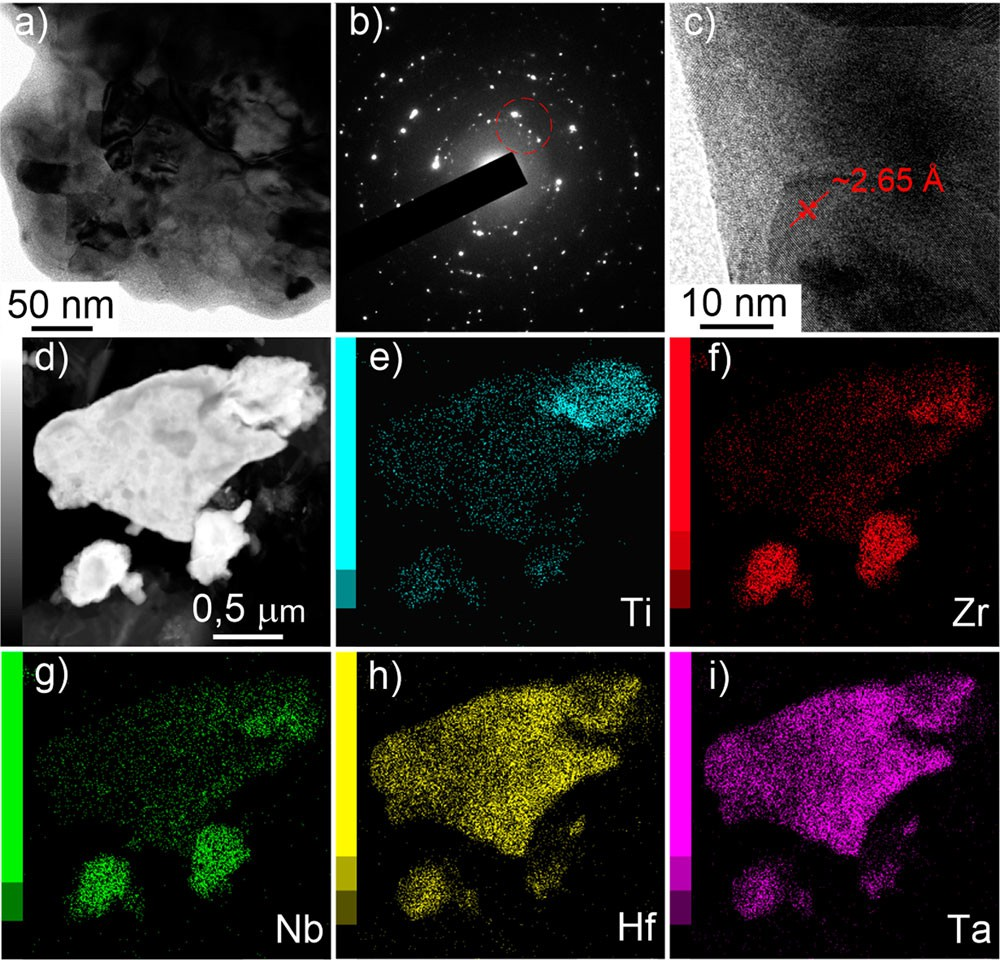 a)
b)
c)
~2.65 Å
50 nm
10 nm
d)
e)
f)
0,5 μm
Ti
Zr
g)
h)
i)
Nb
Hf
Ta